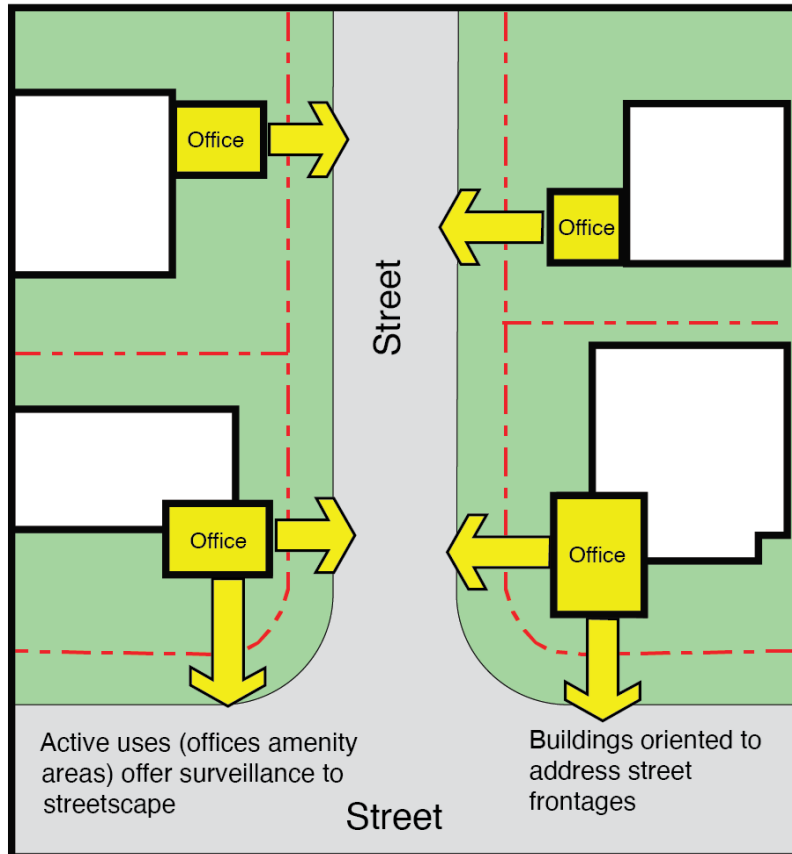 Office
Office
Street
Office
Office
Active uses (offices amenity
areas) offer surveillance to
streetscape
Buildings oriented to
address street
frontages
Street